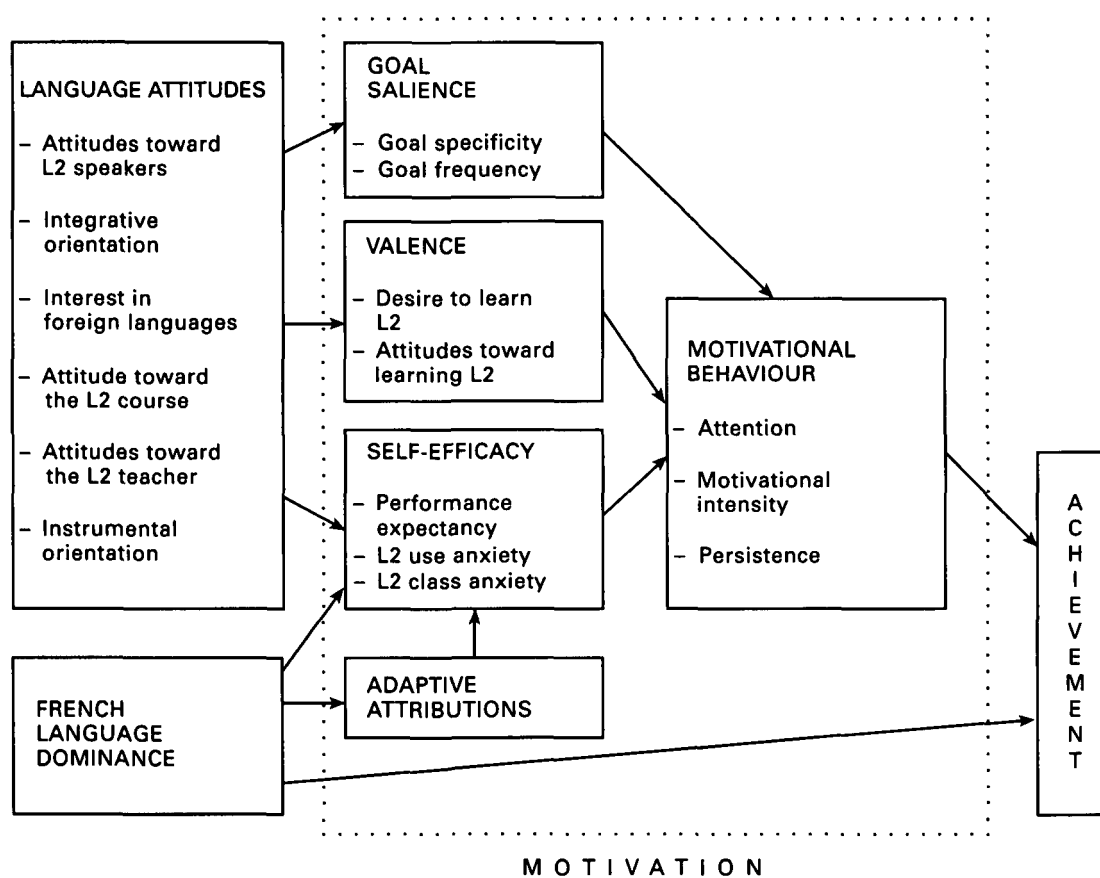 LANGUAGE ATTITUDES
– Attitudes toward
L2 speakers
– Integrative
orientation
– Interest in
foreign languages
– Attitude toward
the L2 course
– Attitudes toward
the L2 teacher
– Instrumental
orientation
FRENCH
LANGUAGE
DOMINANCE
GOAL
SALIENCE
– Goal specificity
– Goal frequency
VALENCE
– Desire to learn
L2
– Attitudes toward
learning L2
SELF-EFFICACY
– Performance
expectancy
– L2 use anxiety
– L2 class anxiety
ADAPTIVE
ATTRIBUTIONS
MOTIVATIONAL
BEHAVIOUR
– Attention
– Motivational
intensity
– Persistence
ACHIEVEMENT
MOTIVATION